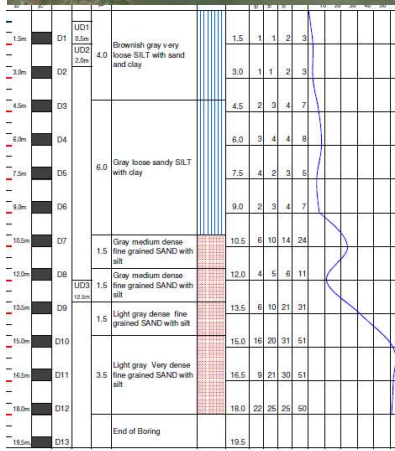 10 20 30 40 50
UD1
1.5m D1 0.5m 1.5 1 1 2 3
UD2
2.0m
4.0 Brownish gray very
loose SILT with sand
and clay
3.0m D2 3.0 1 1 2 3
4.5m D3 4.5 2 3 4 7
6.0m D4 6.0 3 4 4 8
6.0 Gray loose sandy SILT
with clay
7.5m D5 7.5 4 2 3 5
9.0m D6 9.0 2 3 4 7
10.5m D7 10.5 6 10 14 24
1.5 Gray medium dense
fine grained SAND with
silt
12.0m D8 12.0 4 5 6 11
UD3
12.5m
1.5 Gray medium dense
fine grained SAND with
silt
13.5m D9 13.5 6 10 21 31
1.5 Light gray dense fine
grained SAND with silt
15.0m D10 15.0 16 20 31 51
3.5 Light gray Very dense
fine grained SAND with
silt
16.5m D11 16.5 9 21 30 51
18.0m D12 18.0 22 25 25 50
End of Boring
19.5m D13 19.5